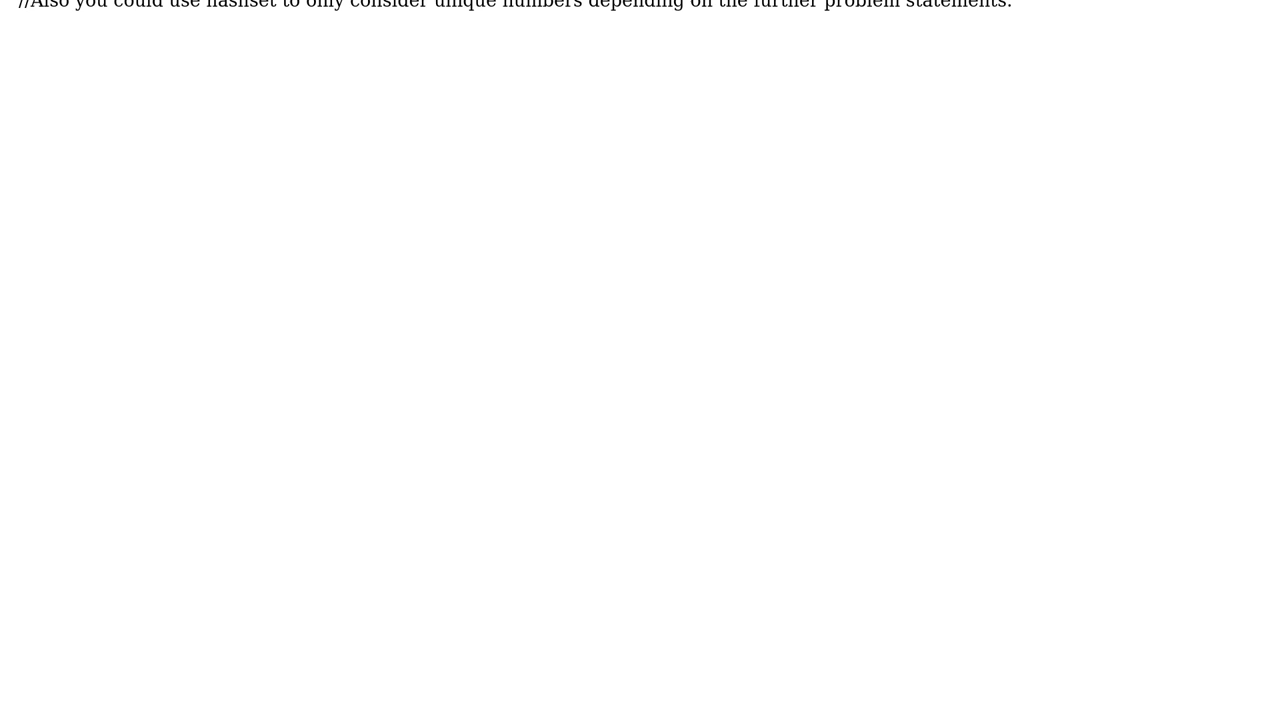 //Also you could use hashset to only consider unique numbers depending on the further problem statements.